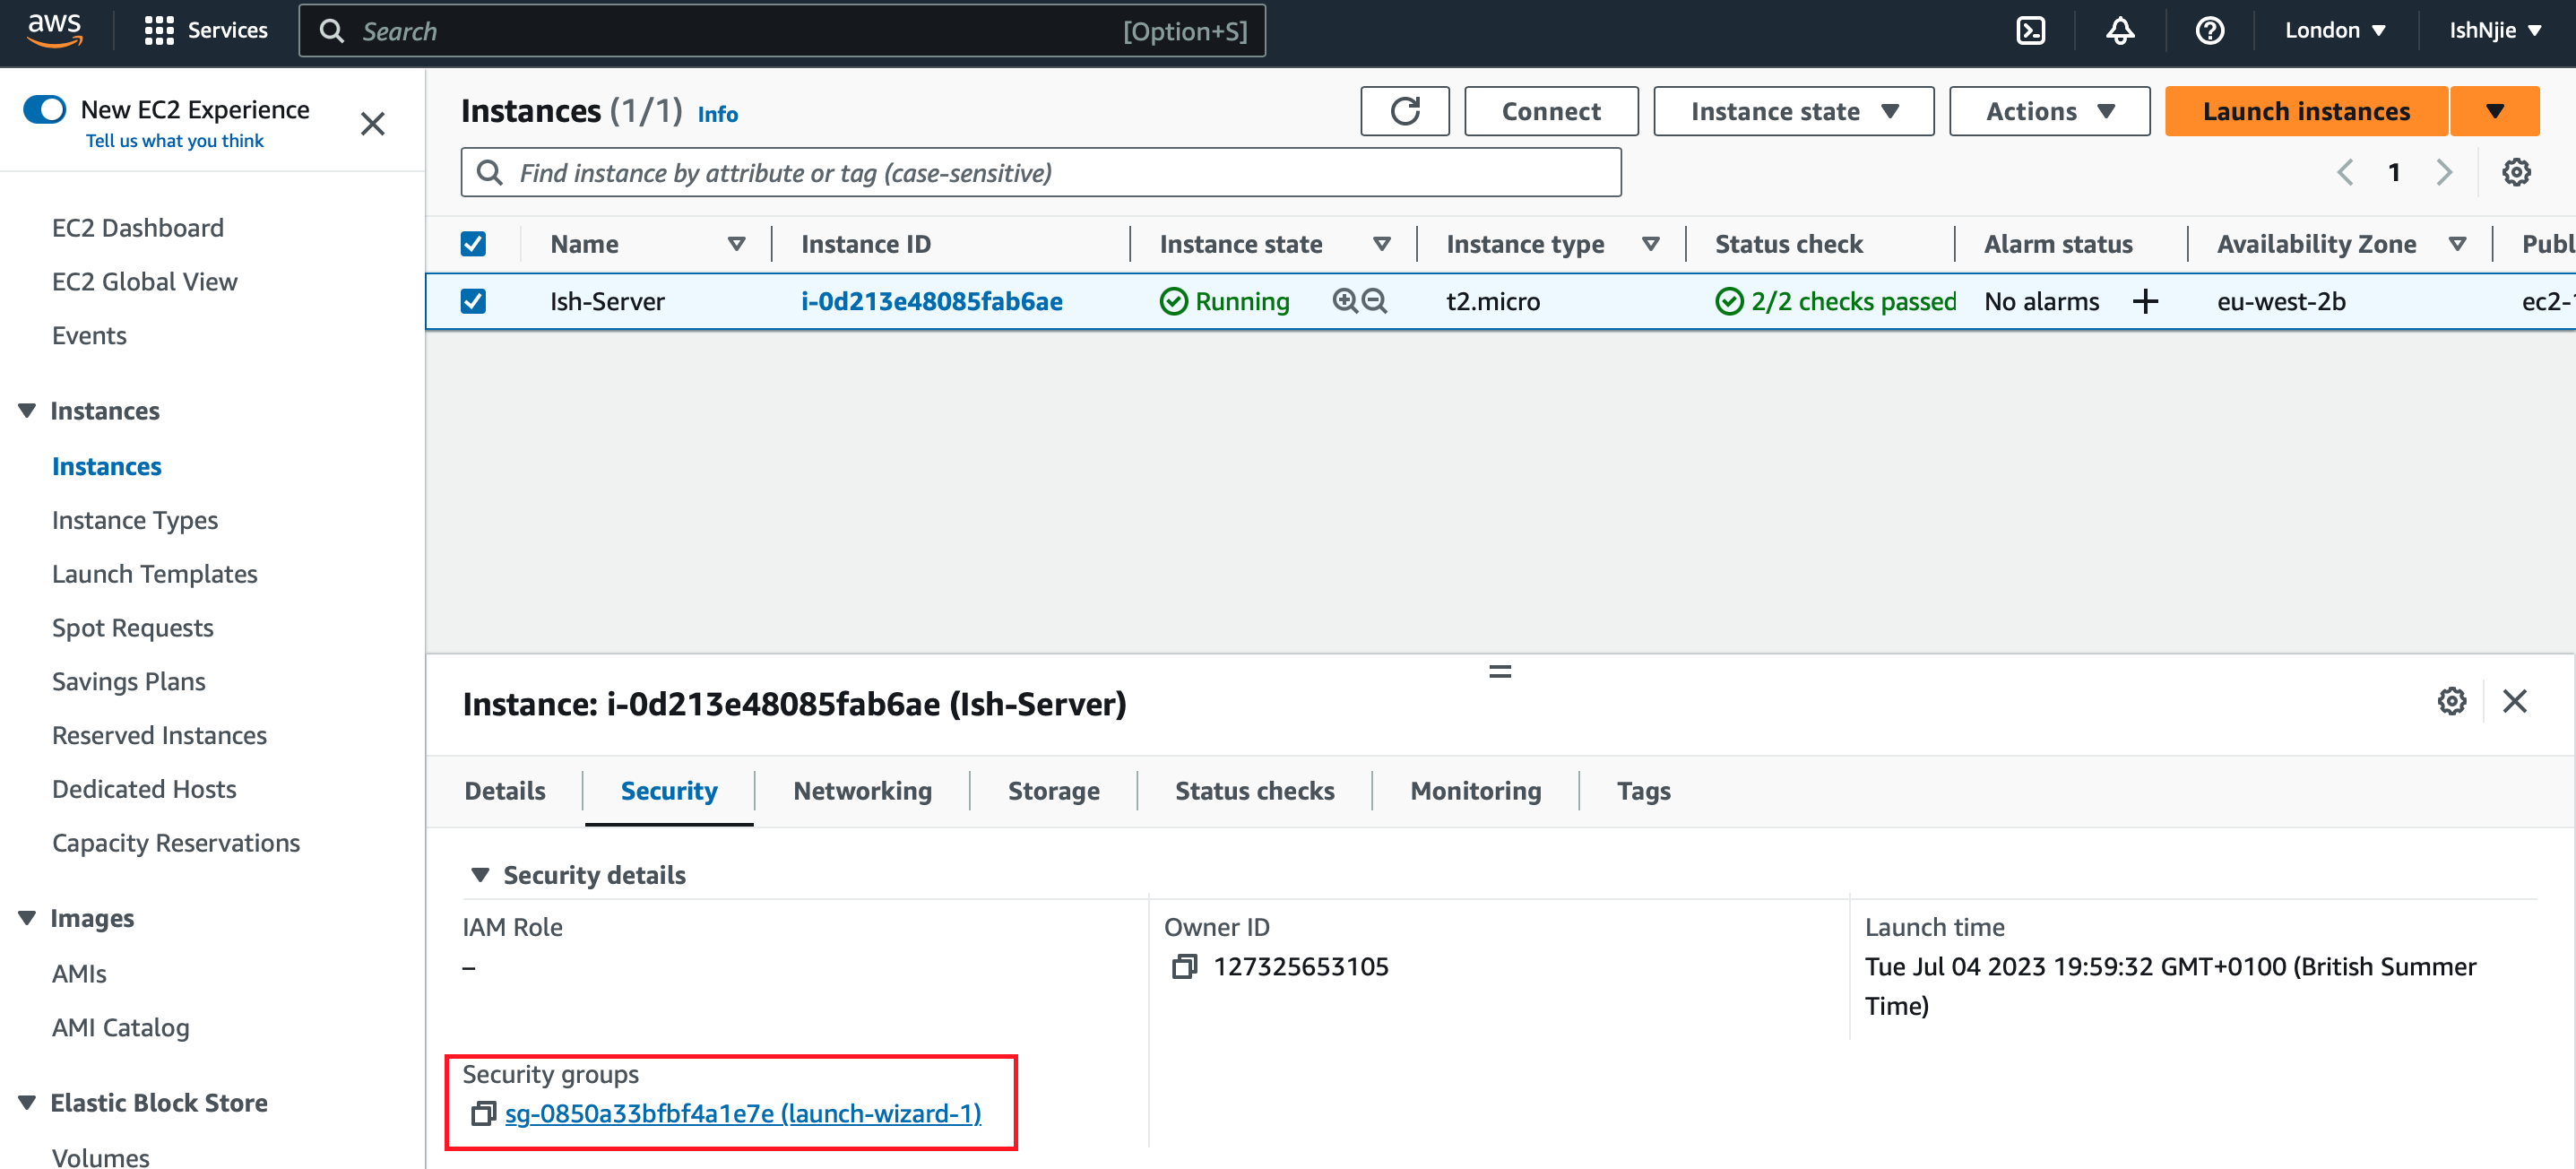 aws
Services
Search
[Option+S]
London
IshNjie
New EC2 Experience
Tell us what you think
EC2 Dashboard
EC2 Global View
Events
Instances
Instances
Instance Types
Launch Templates
Spot Requests
Savings Plans
Reserved Instances
Dedicated Hosts
Capacity Reservations
Images
AMIs
AMI Catalog
Elastic Block Store
Volumes
Instances (1/1) Info
Connect
Instance state
Actions
Launch instances
Find instance by attribute or tag (case-sensitive)
1
Name Instance ID Instance state Instance type Status check Alarm status Availability Zone Publ
Ish-Server i-0d213e48085fab6ae Running t2.micro 2/2 checks passed No alarms + eu-west-2b ec2-1
Instance: i-0d213e48085fab6ae (Ish-Server)
Details Security Networking Storage Status checks Monitoring Tags
Security details
IAM Role
–
Owner ID
127325653105
Launch time
Tue Jul 04 2023 19:59:32 GMT+0100 (British Summer
Time)
Security groups
sg-0850a33bfbf4a1e7e (launch-wizard-1)